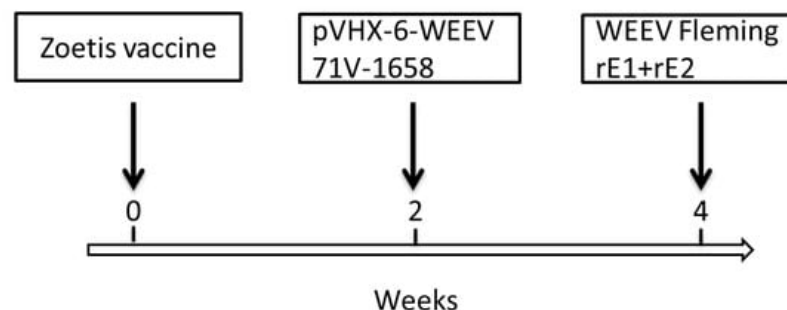 Zoetis vaccine
pVHX-6-WEEV
71V-1658
WEEV Fleming
rE1+rE2
0
2
4
Weeks